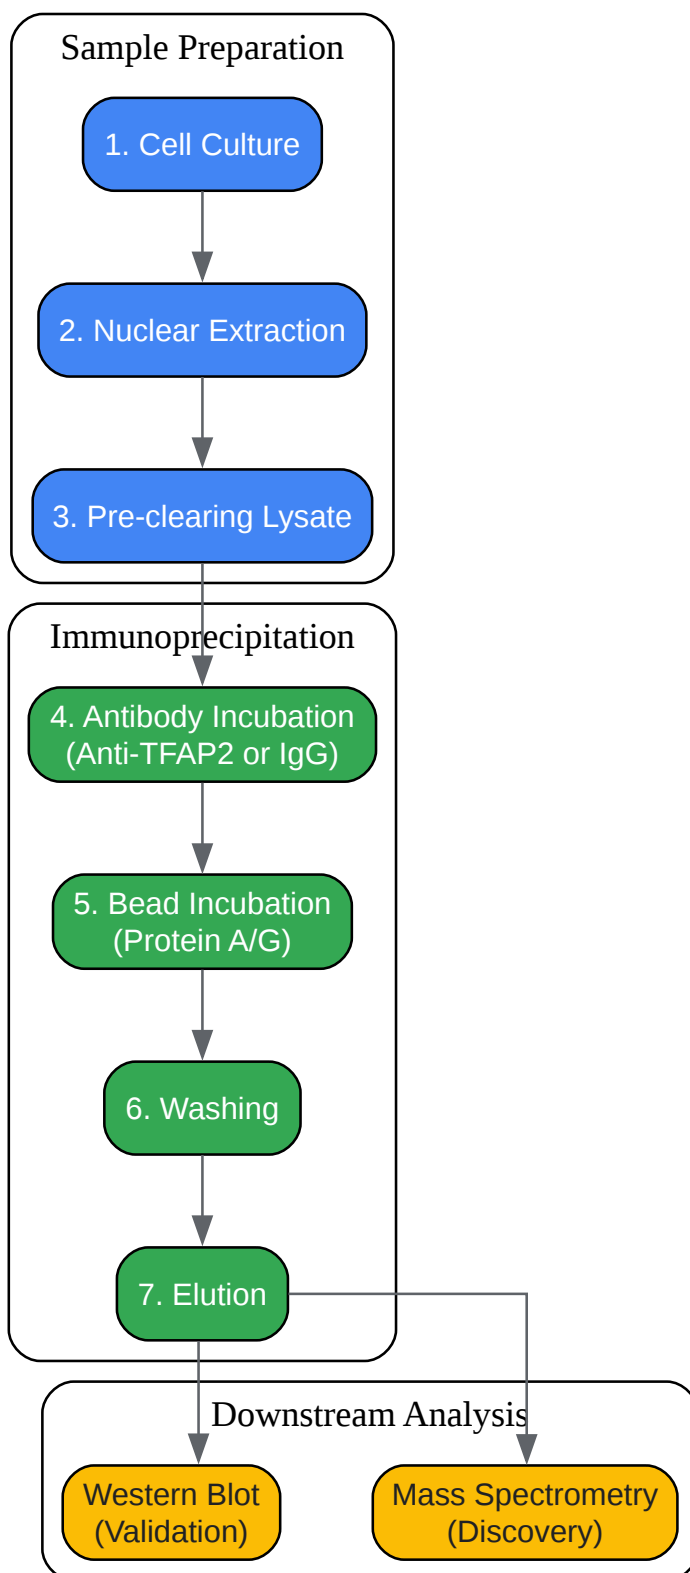 Sample Preparation
1. Cell Culture
2. Nuclear Extraction
3. Pre-clearing Lysate
Immunoprecipitation
4. Antibody Incubation
(Anti-TFAP2 or IgG)
5. Bead Incubation
(Protein A/G)
6. Washing
7. Elution
Downstream Analysis
Western Blot
(Validation)
Mass Spectrometry
(Discovery)